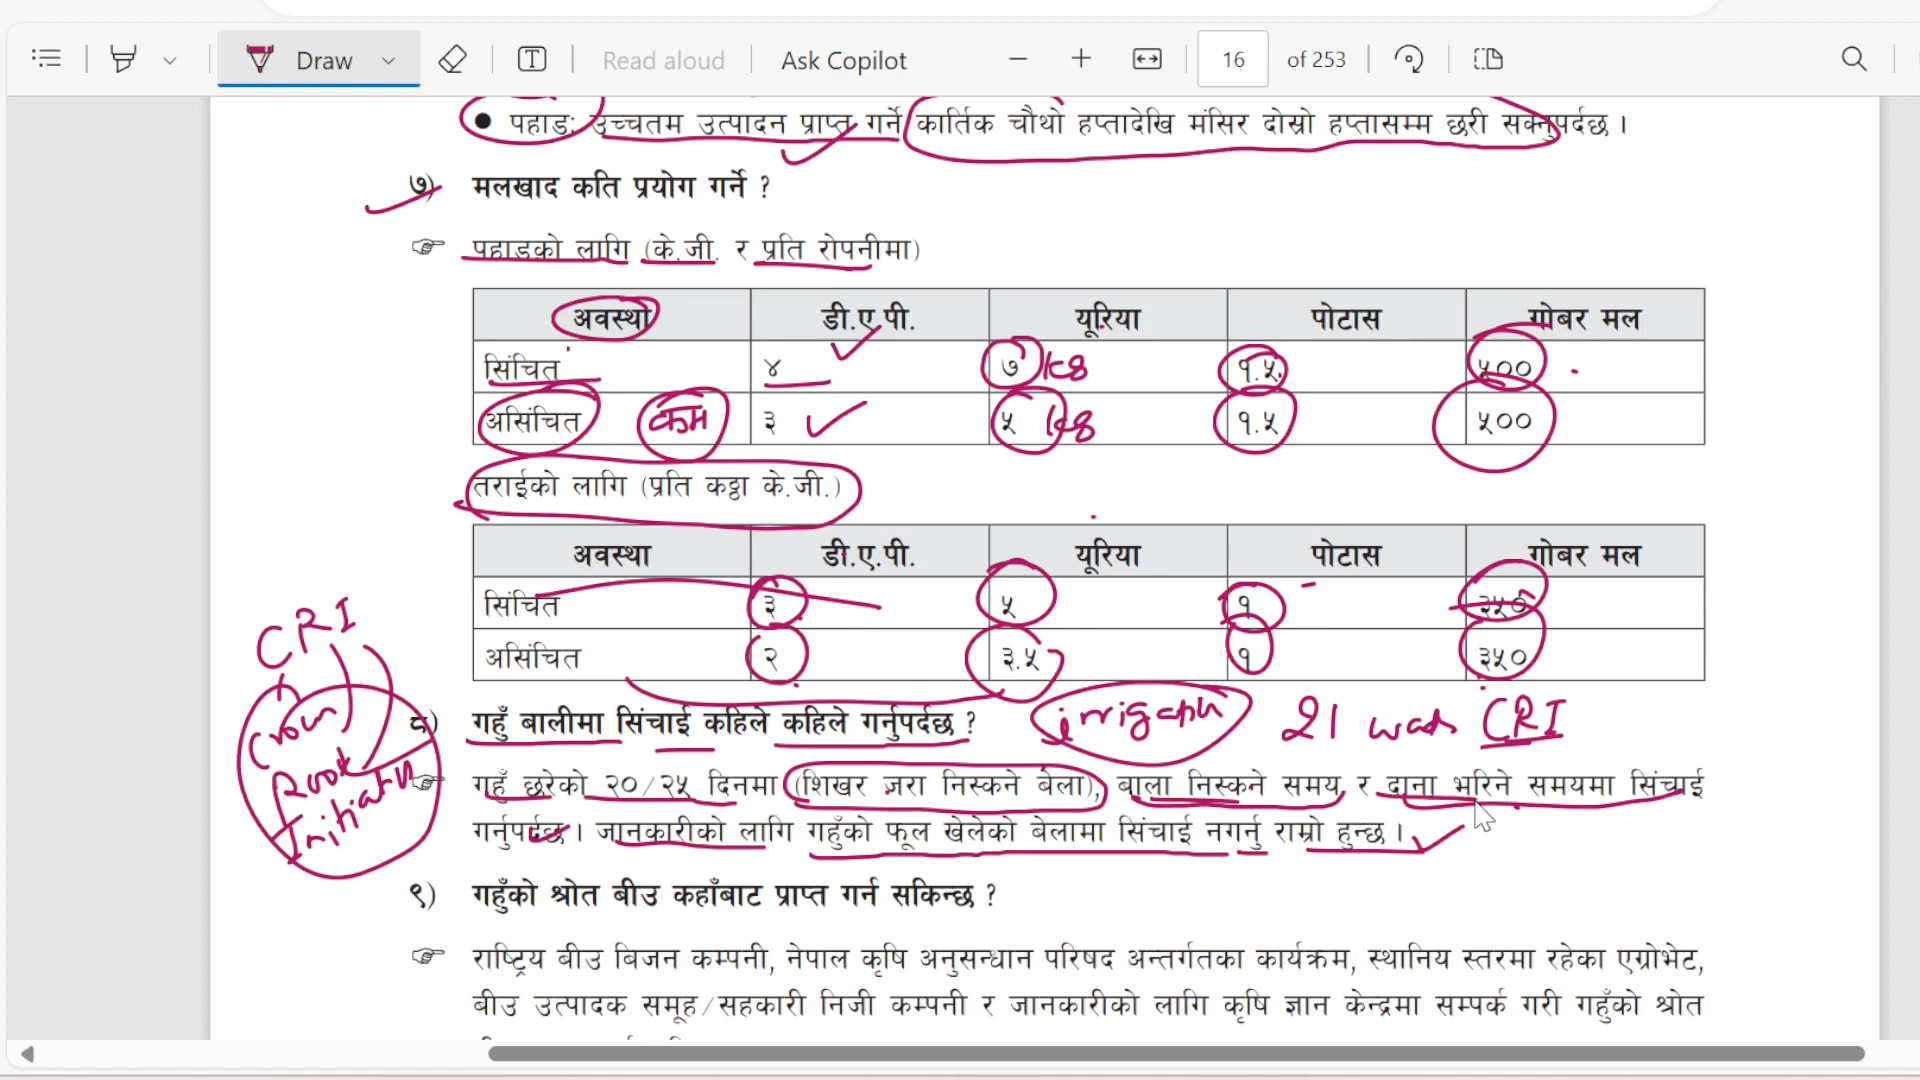 Draw
Read aloud
Ask Copilot
16 of 253
● पहाड: उच्चतम उत्पादन प्राप्त गर्ने कार्तिक चौथो हप्तादेखि मंसिर दोस्रो हप्तासम्म छरी सक्नुपर्दछ ।
७) मलखाद कति प्रयोग गर्ने ?
पहाडको लागि (के.जी. र प्रति रोपनीमा)
अवस्था डी.ए.पी. यूरिया पोटास गोबर मल
सिंचित ४ ७ kg १.५ ५००
असिंचित कम ३ ५ kg १.५ ५००
तराईको लागि (प्रति कठ्ठा के.जी.)
अवस्था डी.ए.पी. यूरिया पोटास गोबर मल
सिंचित ३ ५ १ ३५०
असिंचित २ ३.५ १ ३५०
CRI
Crown
Root
Initiation
८) गहुँ बालीमा सिंचाई कहिले कहिले गर्नुपर्दछ ? 21 CRI
गहुँ छरेको २०/२५ दिनमा (शिखर जरा निस्कने बेला), बाला निस्कने समय र दाना भरिने समयमा सिंचाई
गर्नुपर्दछ । जानकारीको लागि गहुँको फूल खेलेको बेलामा सिंचाई नगर्नु राम्रो हुन्छ ।
९) गहुँको श्रोत बीउ कहाँबाट प्राप्त गर्न सकिन्छ ?
राष्ट्रिय बीउ बिजन कम्पनी, नेपाल कृषि अनुसन्धान परिषद अन्तर्गतका कार्यक्रम, स्थानिय स्तरमा रहेका एग्रोभेट,
बीउ उत्पादक समूह/सहकारी निजी कम्पनी र जानकारीको लागि कृषि ज्ञान केन्द्रमा सम्पर्क गरी गहुँको श्रोत